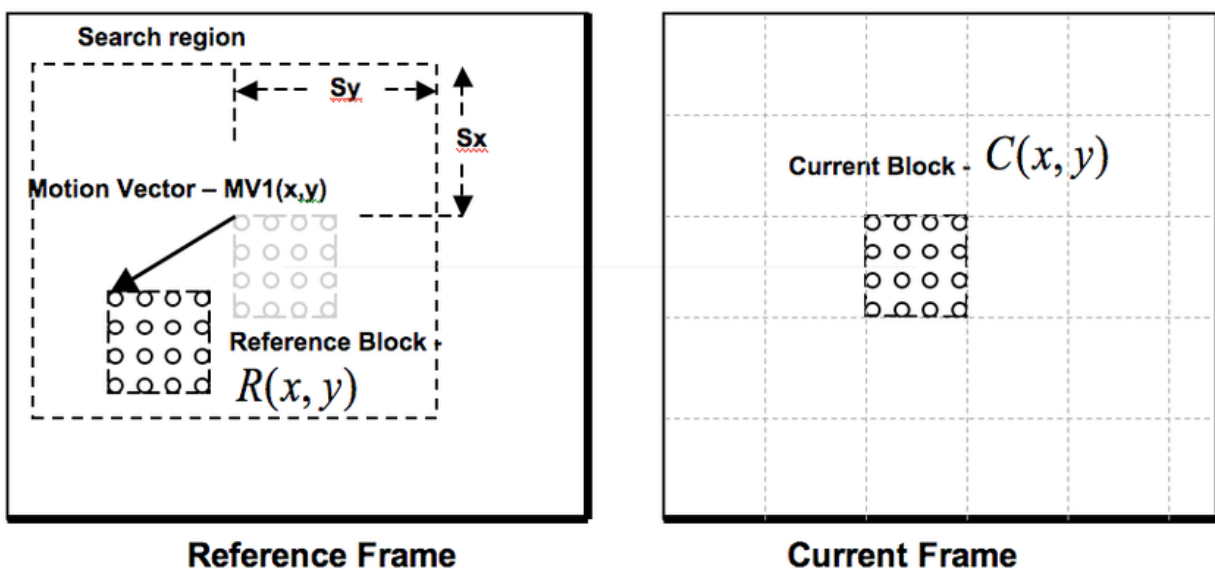 Search region
Sy
Sx
Motion Vector – MV1(x,y)
Reference Block -
R(x, y)
Current Block - C(x, y)
Reference Frame
Current Frame